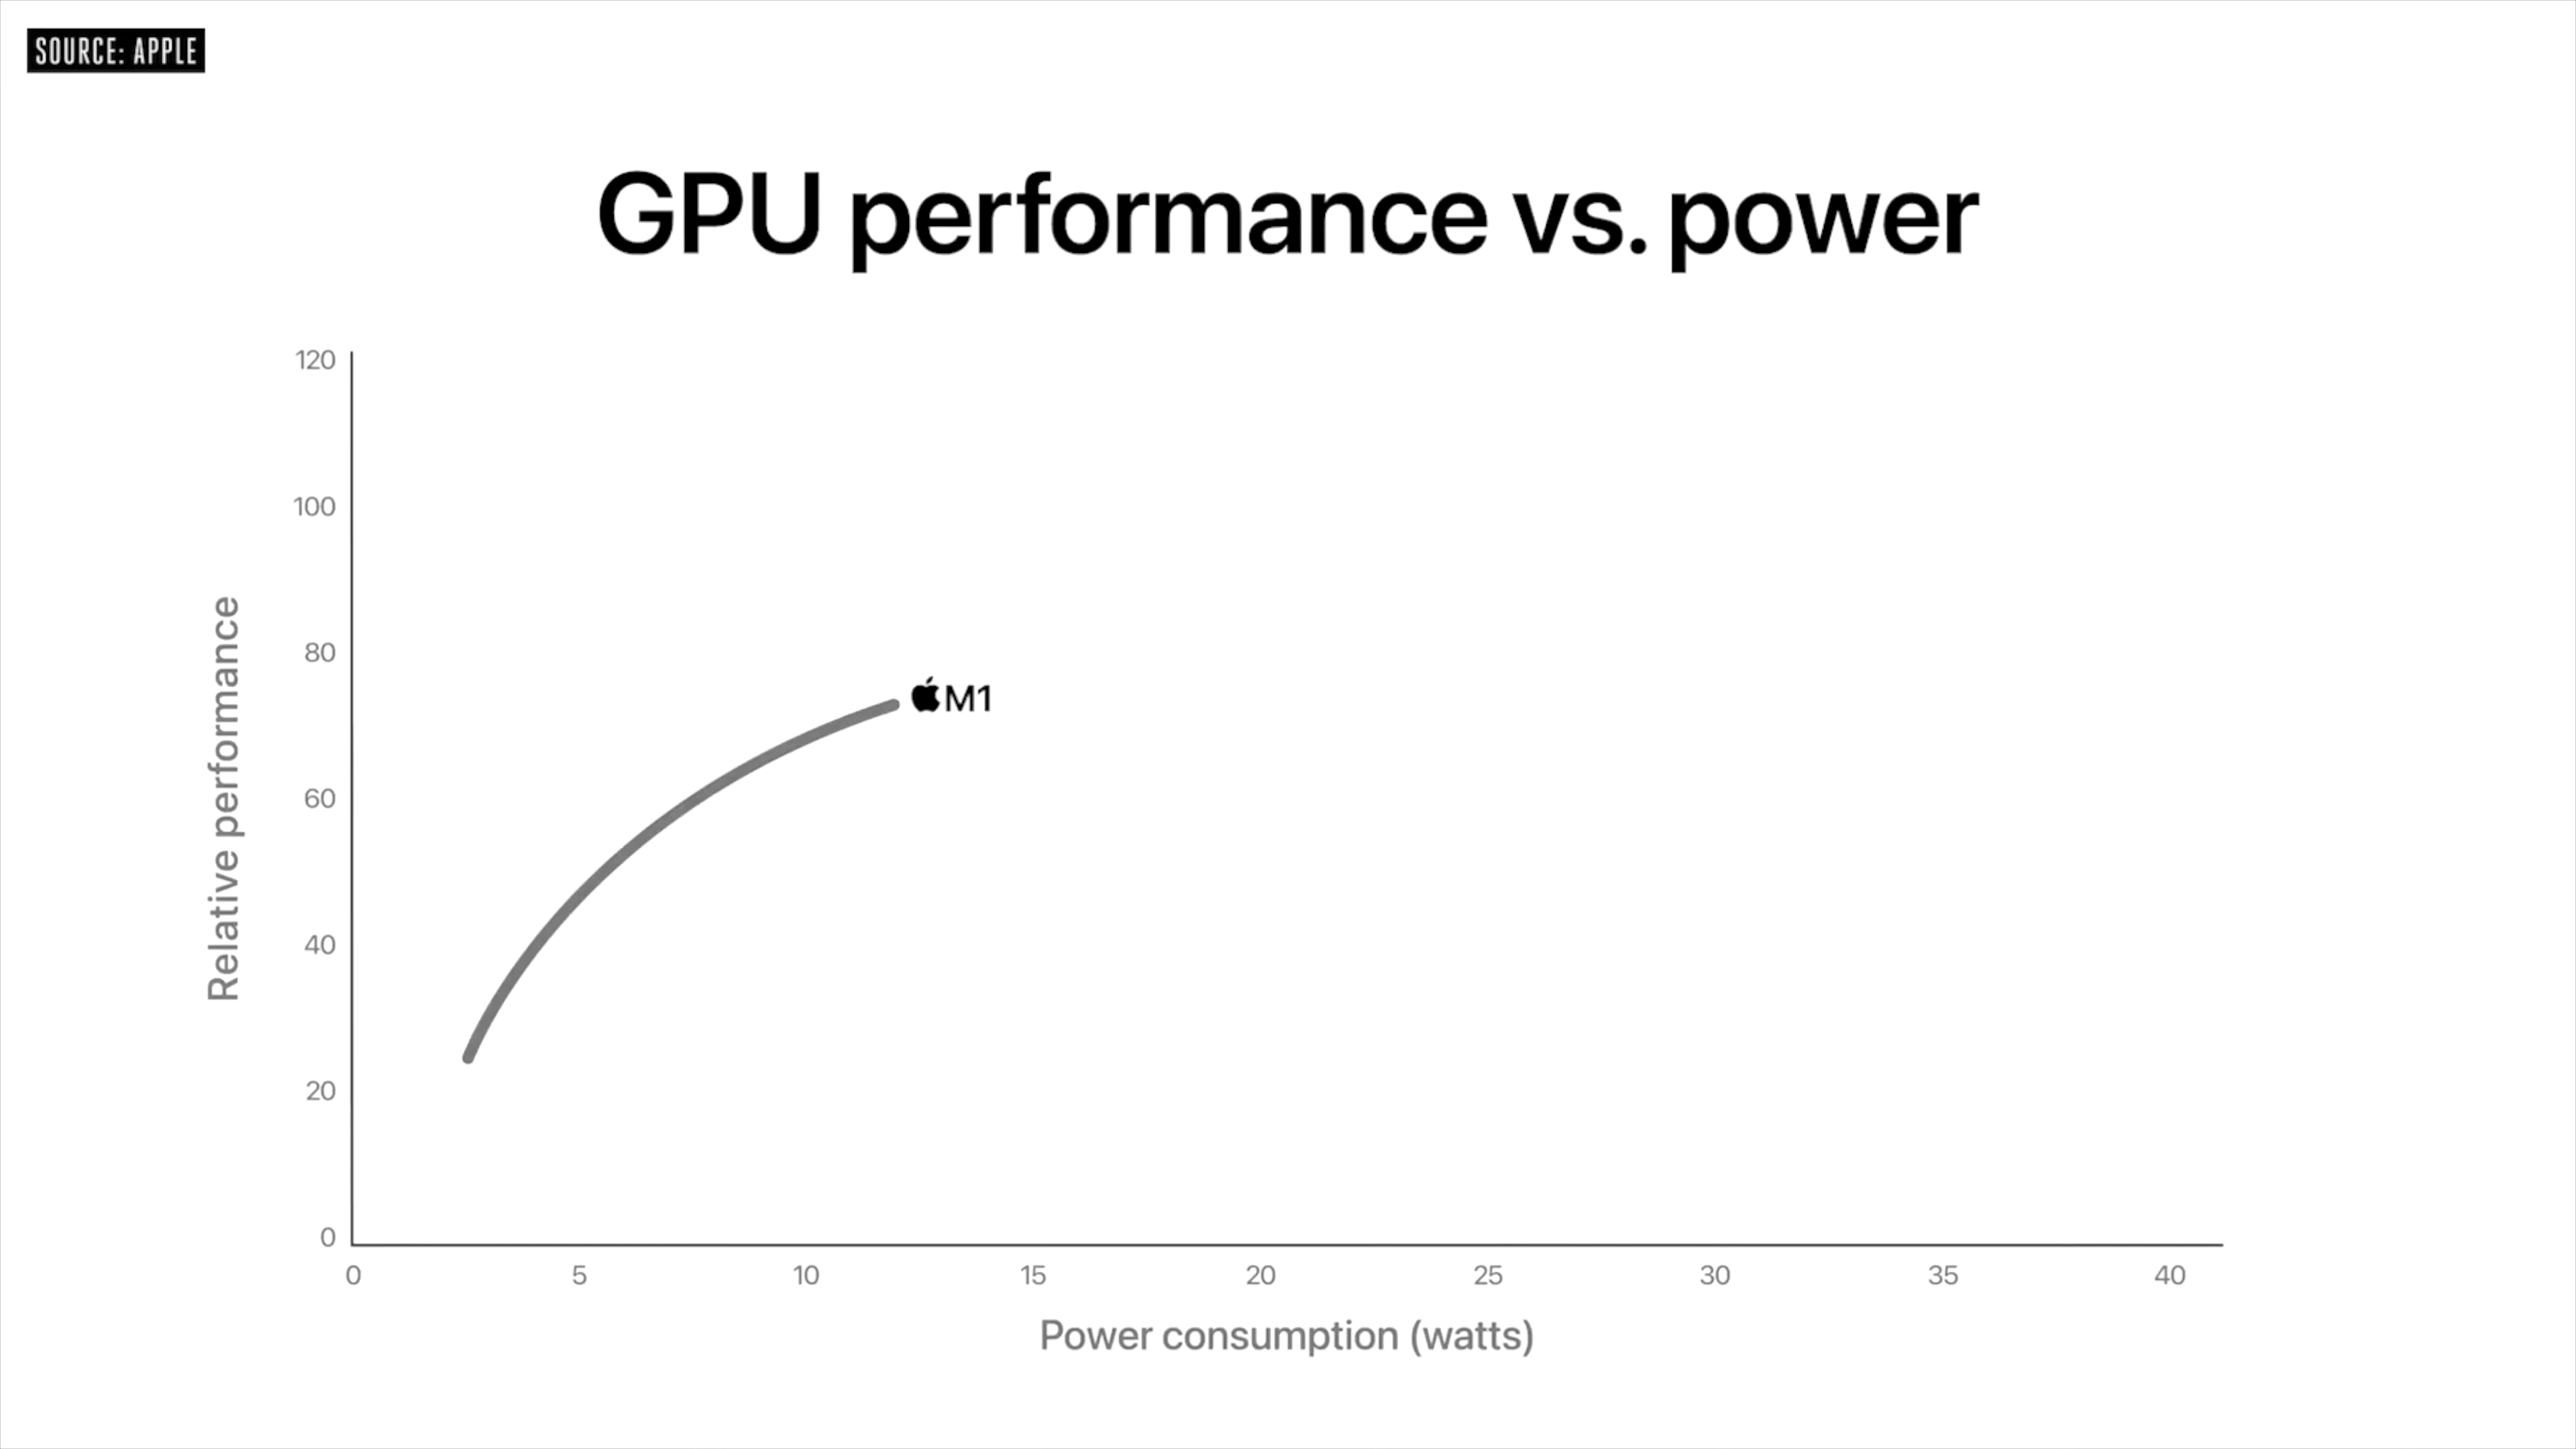 SOURCE: APPLE
GPU performance vs. power
120
100
80
60
40
20
0
Relative performance
M1
0 5 10 15 20 25 30 35 40
Power consumption (watts)